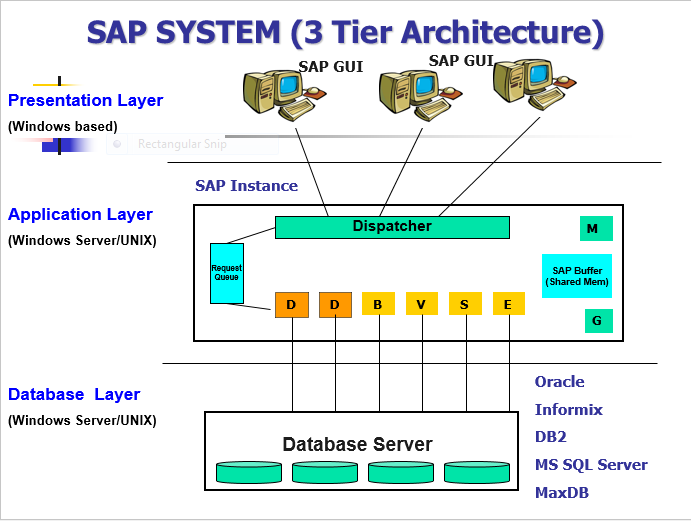 SAP SYSTEM (3 Tier Architecture)
SAP GUI
SAP GUI
Presentation Layer
(Windows based)
Rectangular Snip
SAP Instance
Application Layer
(Windows Server/UNIX)
Dispatcher
M
Request
Queue
SAP Buffer
(Shared Mem)
D D B V S E
G
Database Layer
(Windows Server/UNIX)
Oracle
Informix
DB2
MS SQL Server
MaxDB
Database Server